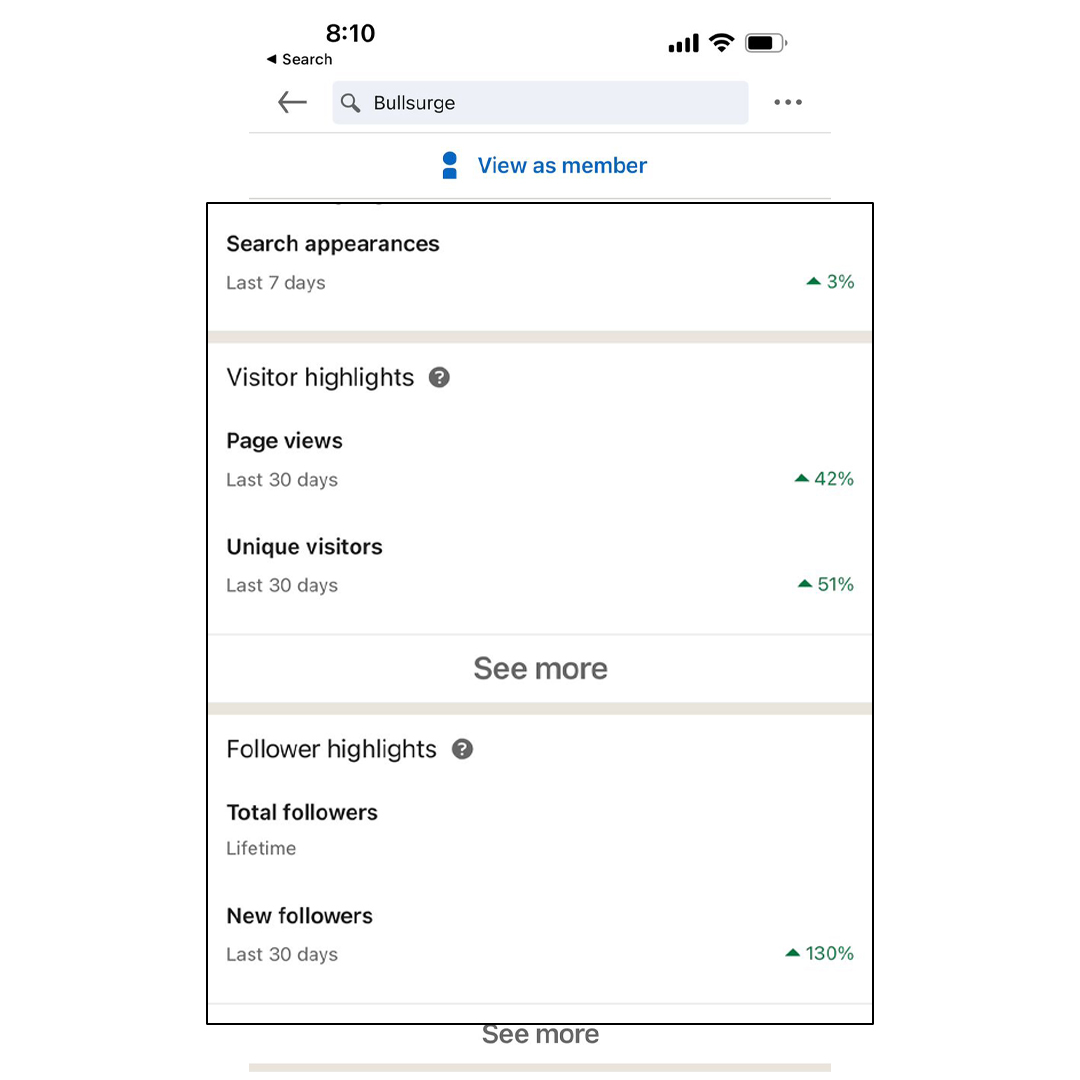 8:10
◀ Search
Bullsurge
View as member
Search appearances
Last 7 days
▲ 3%
Visitor highlights ?
Page views
Last 30 days
▲ 42%
Unique visitors
Last 30 days
▲ 51%
See more
Follower highlights ?
Total followers
Lifetime
New followers
Last 30 days
▲ 130%
See more